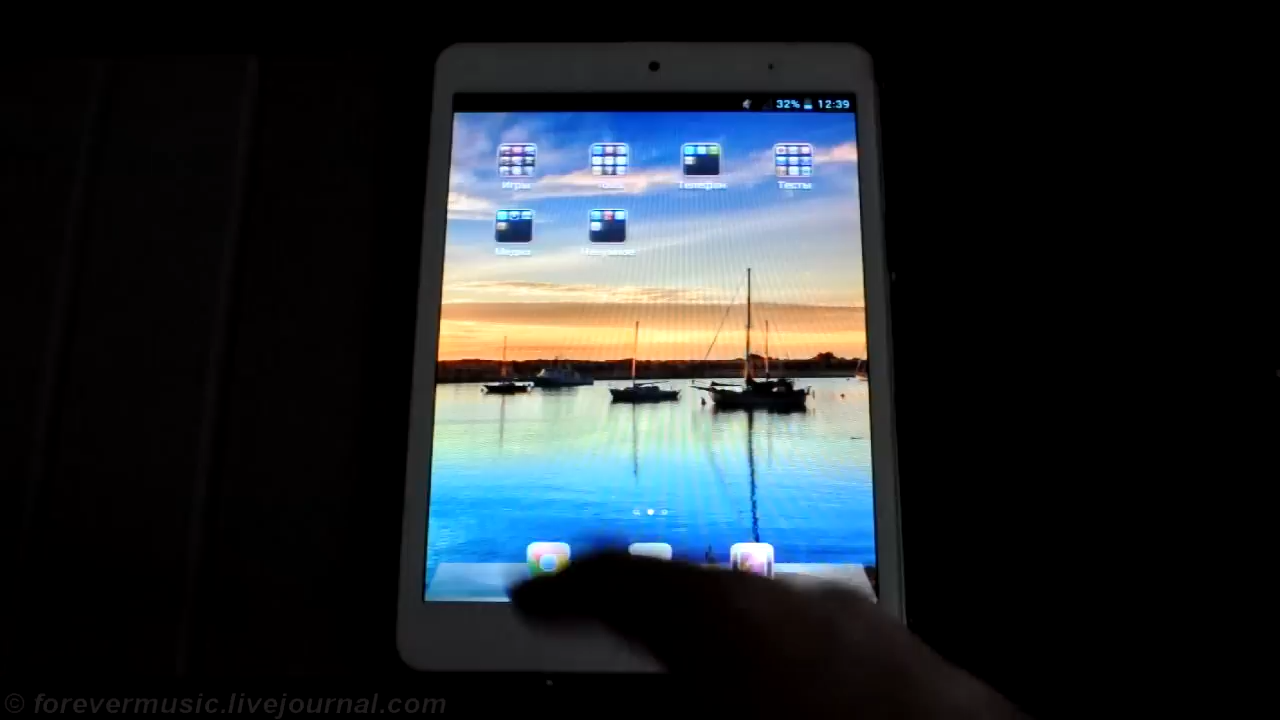 32% 12:39
Игры
Телефон
Тесты
Медиа
© forevermusic.livejournal.com